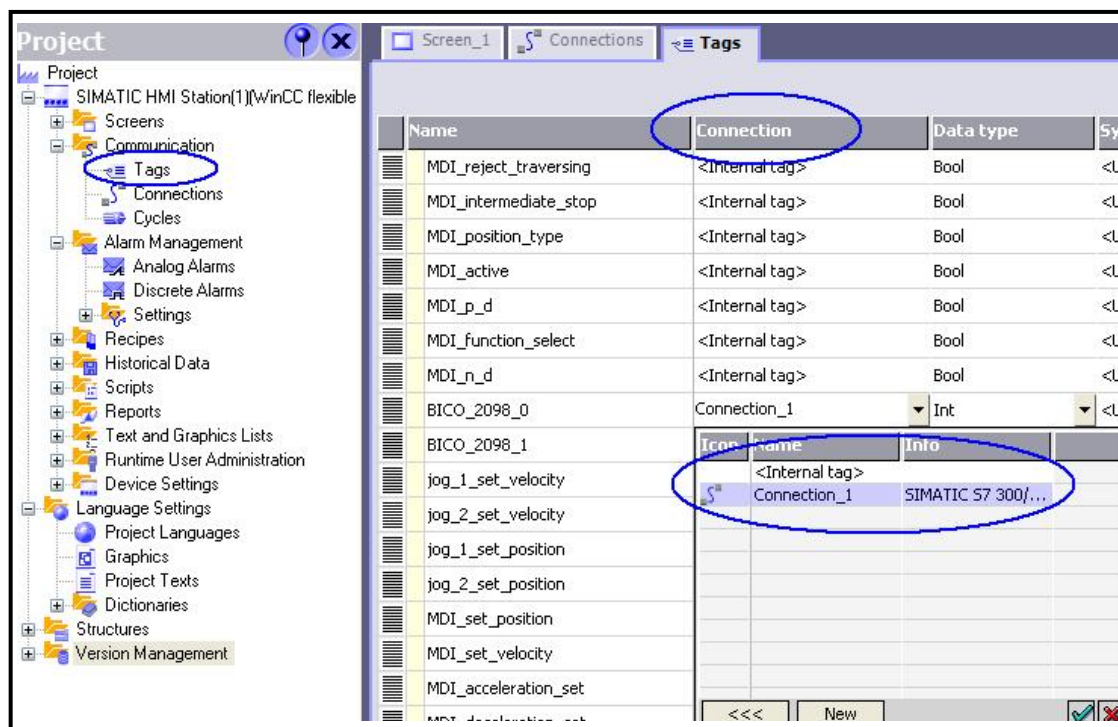 Project
Project
SIMATIC HMI Station(1)(WinCC flexible
Screens
Communication
Tags
Connections
Cycles
Alarm Management
Analog Alarms
Discrete Alarms
Settings
Recipes
Historical Data
Scripts
Reports
Text and Graphics Lists
Runtime User Administration
Device Settings
Language Settings
Project Languages
Graphics
Project Texts
Dictionaries
Structures
Version Management
Screen_1 Connections Tags
Name Connection Data type Sy
MDI_reject_traversing <Internal tag> Bool <U
MDI_intermediate_stop <Internal tag> Bool <U
MDI_position_type <Internal tag> Bool <U
MDI_active <Internal tag> Bool <U
MDI_p_d <Internal tag> Bool <U
MDI_function_select <Internal tag> Bool <U
MDI_n_d <Internal tag> Bool <U
BICO_2098_0 Connection_1 Int <U
BICO_2098_1
jog_1_set_velocity
jog_2_set_velocity
jog_1_set_position
jog_2_set_position
MDI_set_position
MDI_set_velocity
MDI_acceleration_set
MDI_deceleration_set
Icon Name Info
<Internal tag>
Connection_1 SIMATIC S7 300/...
<<< New